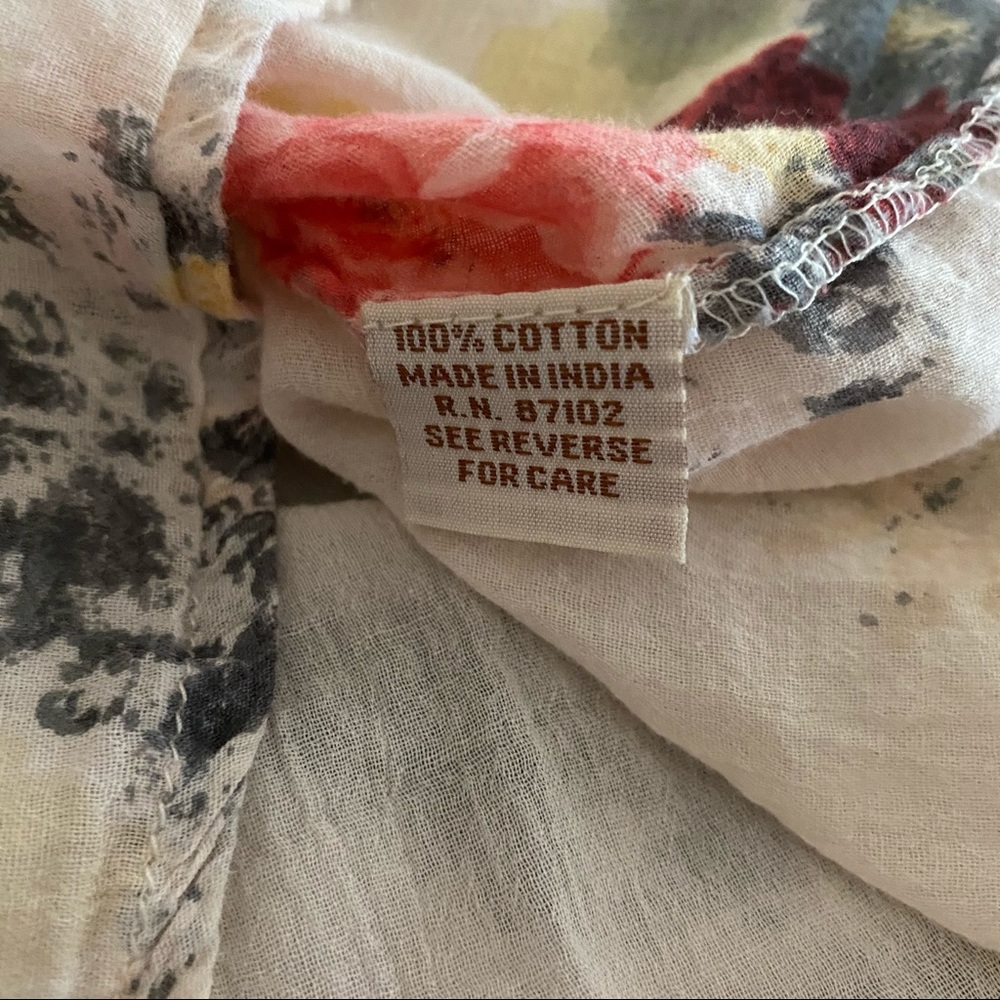 100% COTTON
MADE IN INDIA
R.N. 87102
SEE REVERSE
FOR CARE